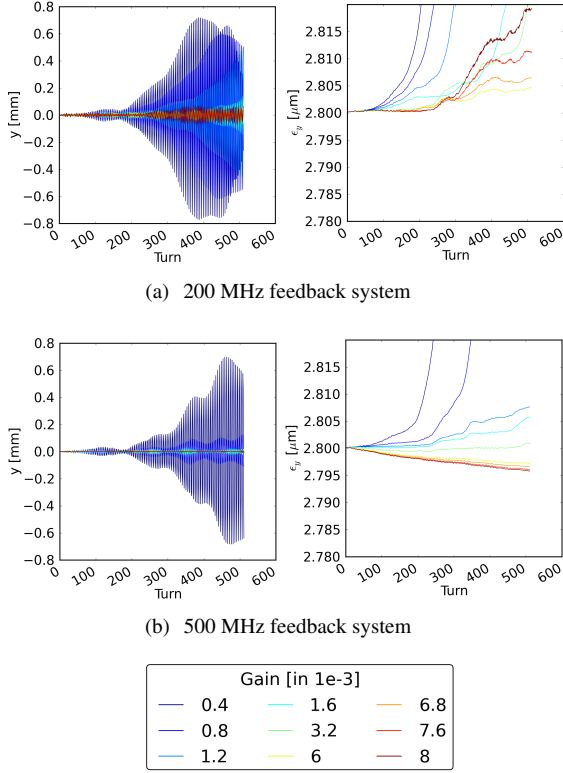 0.8
0.6
0.4
0.2
0.0
−0.2
−0.4
−0.6
−0.8
y [mm]
0 100 200 300 400 500 600
Turn
2.815
2.810
2.805
2.800
2.795
2.790
2.785
2.780
ϵy [μm]
0 100 200 300 400 500 600
Turn
(a) 200 MHz feedback system
0.8
0.6
0.4
0.2
0.0
−0.2
−0.4
−0.6
−0.8
y [mm]
0 100 200 300 400 500 600
Turn
2.815
2.810
2.805
2.800
2.795
2.790
2.785
2.780
ϵy [μm]
0 100 200 300 400 500 600
Turn
(b) 500 MHz feedback system
Gain [in 1e-3]
0.4 1.6 6.8
0.8 3.2 7.6
1.2 6 8